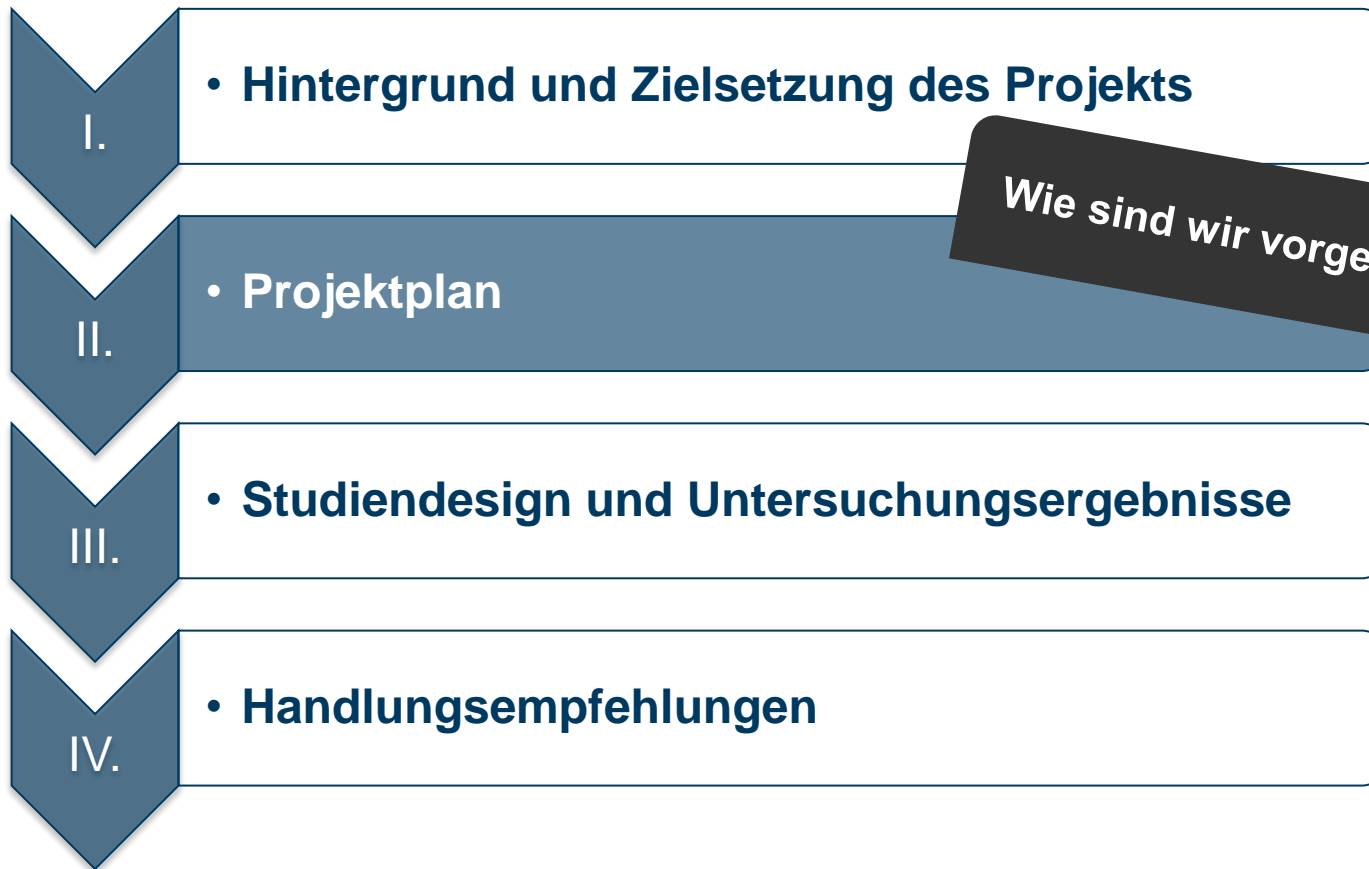 I.
• Hintergrund und Zielsetzung des Projekts
Wie sind wir vorge
II.
• Projektplan
III.
• Studiendesign und Untersuchungsergebnisse
IV.
• Handlungsempfehlungen